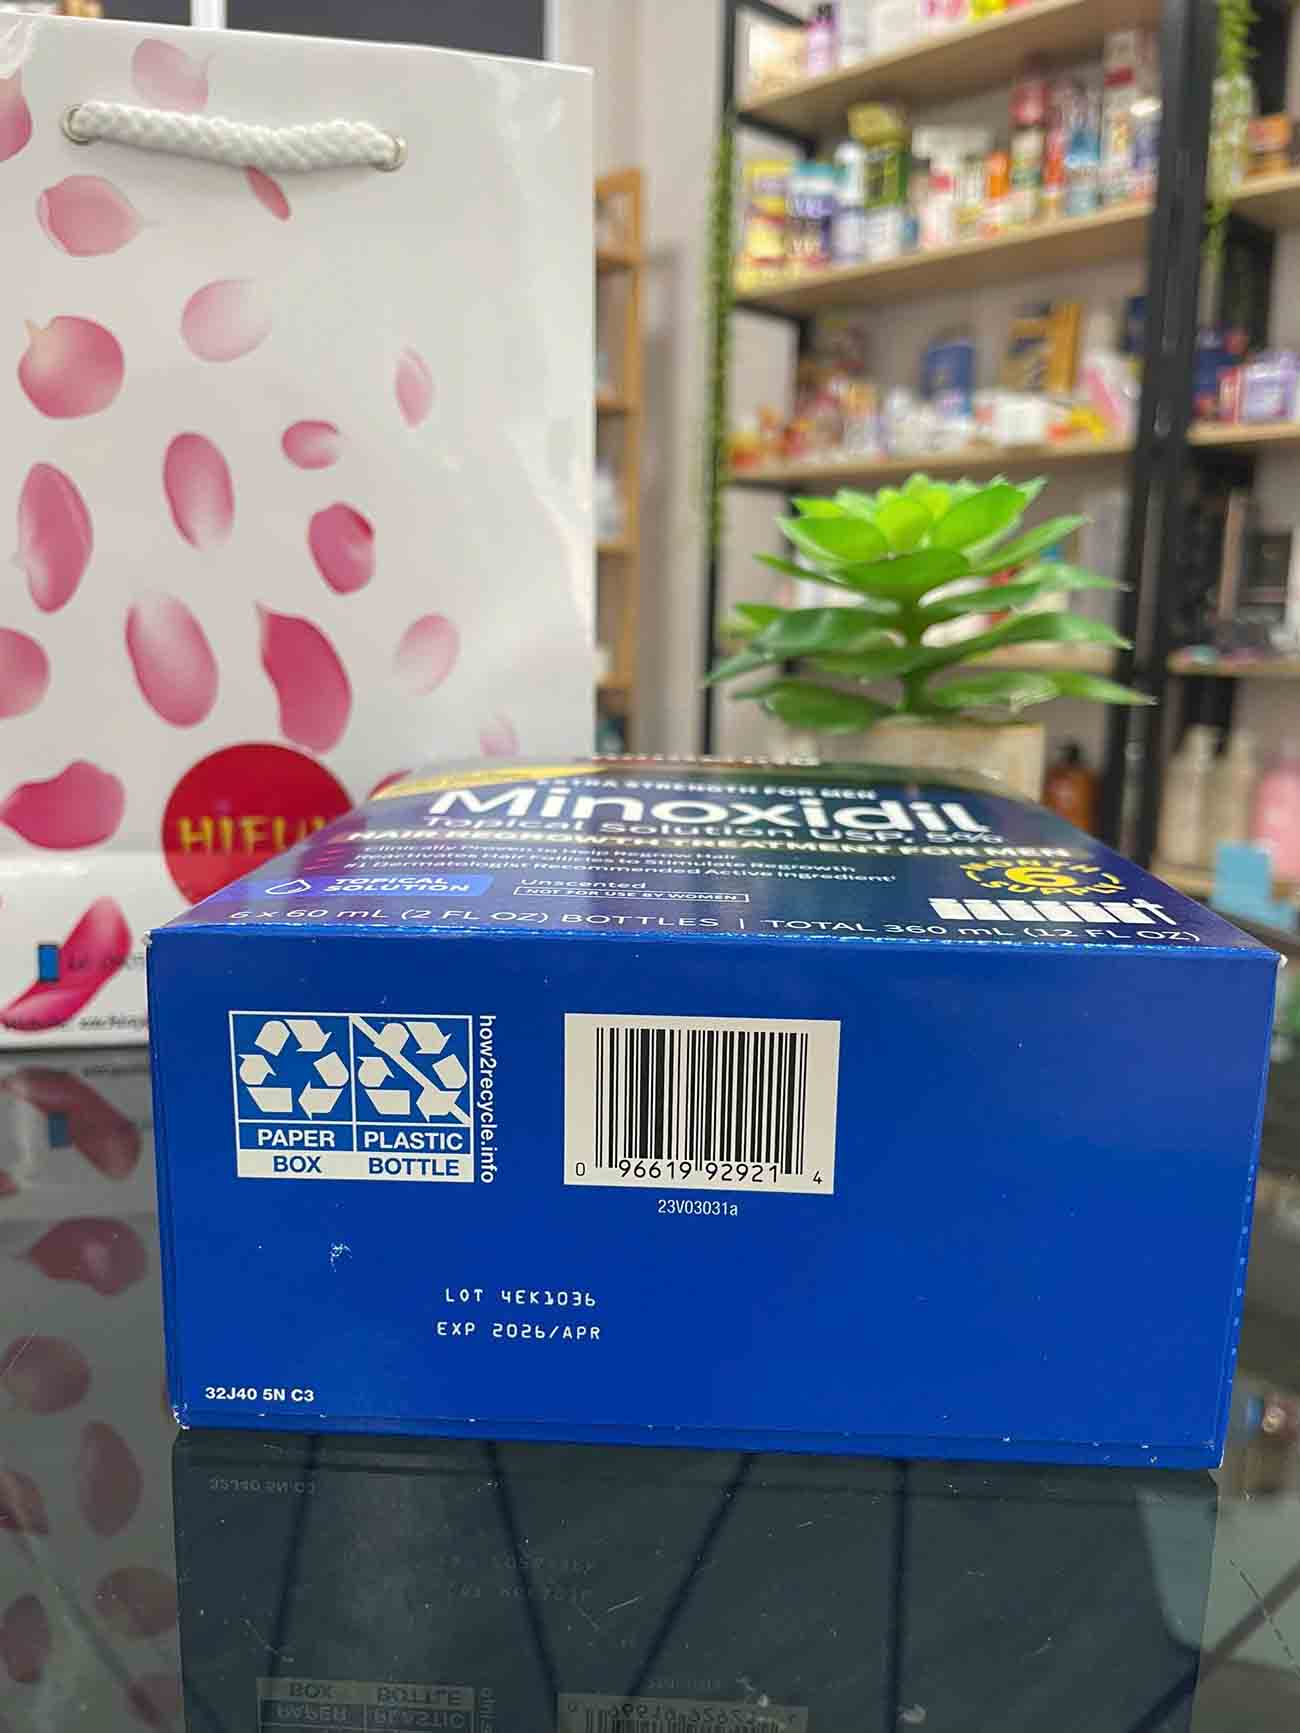 EXTRA STRENGTH FOR MEN
Minoxidil
Topical Solution USP, 5%
HAIR REGROWTH TREATMENT FOR MEN
Clinically Proven to Help Regrow Hair
Reactivates Hair Follicles to Stimulate Regrowth
#1 Dermatologist Recommended Active Ingredient†
TOPICAL
SOLUTION
Unscented
NOT FOR USE BY WOMEN
6
MONTH
SUPPLY
6 x 60 mL (2 FL OZ) BOTTLES | TOTAL 360 mL (12 FL OZ)
PAPER
BOX
PLASTIC
BOTTLE
how2recycle.info
0 96619 92921 4
23V03031a
LOT 4EK1036
EXP 2026/APR
32J40 5N C3